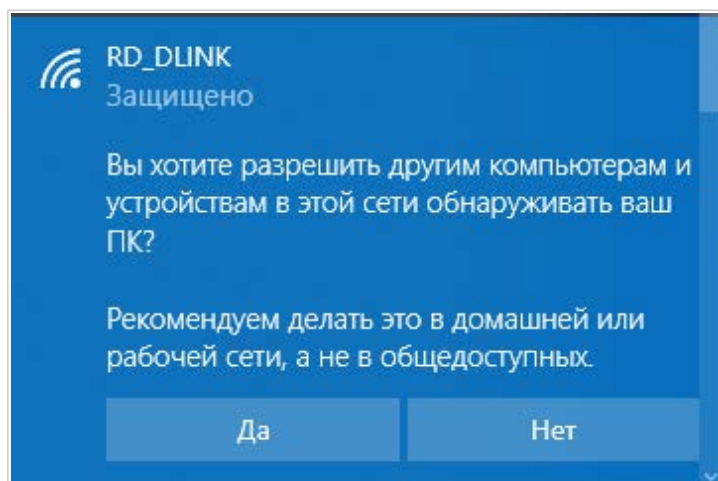 RD_DLINK
Защищено
Вы хотите разрешить другим компьютерам и
устройствам в этой сети обнаруживать ваш
ПК?
Рекомендуем делать это в домашней или
рабочей сети, а не в общедоступных.
Да
Нет